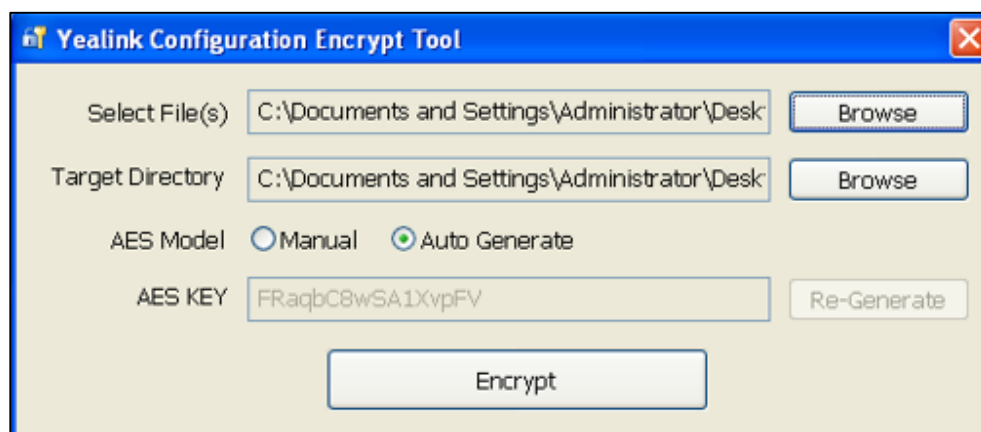 Yealink Configuration Encrypt Tool
Select File(s) C:\Documents and Settings\Administrator\Desk Browse
Target Directory C:\Documents and Settings\Administrator\Desk Browse
AES Model Manual Auto Generate
AES KEY FRaqbC8wSA1XvpFV Re-Generate
Encrypt